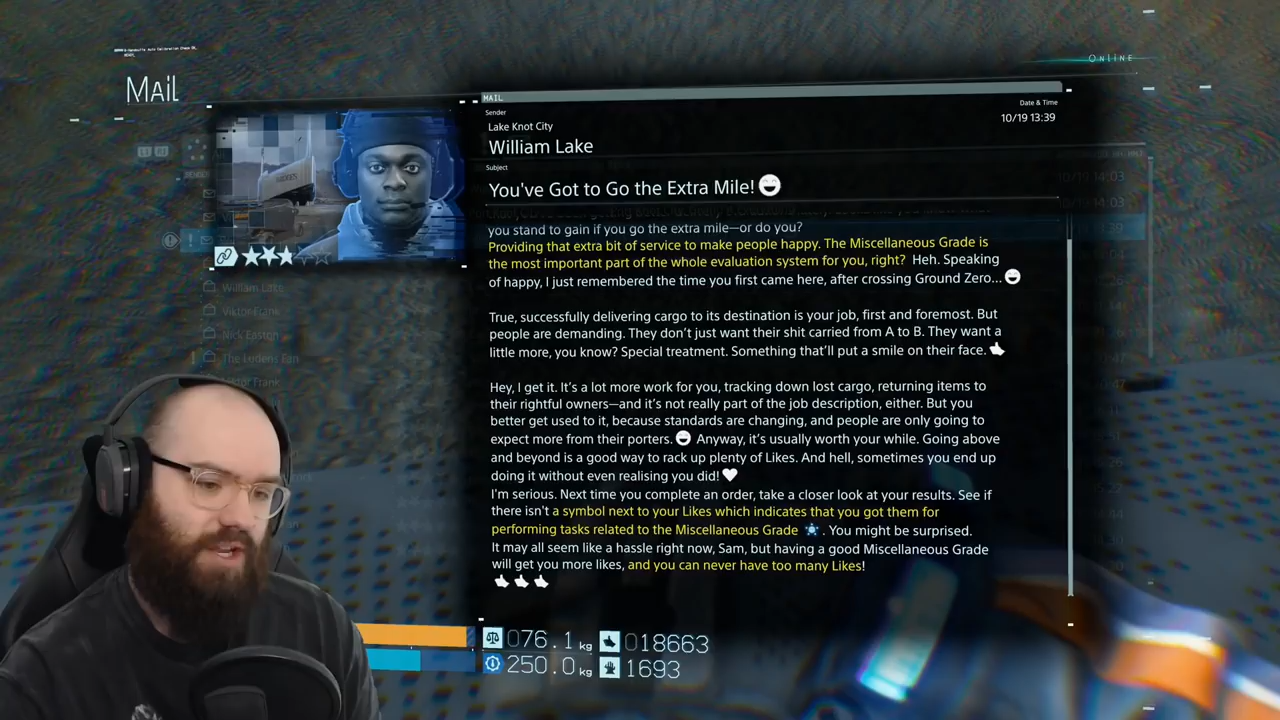 ONLINE
Mail
MAIL
Sender
Date & Time
Lake Knot City
10/19 13:39
William Lake
Subject
You've Got to Go the Extra Mile!
you stand to gain if you go the extra mile—or do you?
Providing that extra bit of service to make people happy. The Miscellaneous Grade is
the most important part of the whole evaluation system for you, right? Heh. Speaking
of happy, I just remembered the time you first came here, after crossing Ground Zero...
True, successfully delivering cargo to its destination is your job, first and foremost. But
people are demanding. They don't just want their shit carried from A to B. They want a
little more, you know? Special treatment. Something that'll put a smile on their face.
Hey, I get it. It's a lot more work for you, tracking down lost cargo, returning items to
their rightful owners—and it's not really part of the job description, either. But you
better get used to it, because standards are changing, and people are only going to
expect more from their porters. Anyway, it's usually worth your while. Going above
and beyond is a good way to rack up plenty of Likes. And hell, sometimes you end up
doing it without even realising you did!
I'm serious. Next time you complete an order, take a closer look at your results. See if
there isn't a symbol next to your Likes which indicates that you got them for
performing tasks related to the Miscellaneous Grade . You might be surprised.
It may all seem like a hassle right now, Sam, but having a good Miscellaneous Grade
will get you more likes, and you can never have too many Likes!
William Lake
Viktor Frank
Nick Easton
The Ludens Fan
Viktor Frank
10/19 14:03
10/19 14:03
076.1 kg
018663
250.0 kg
1693